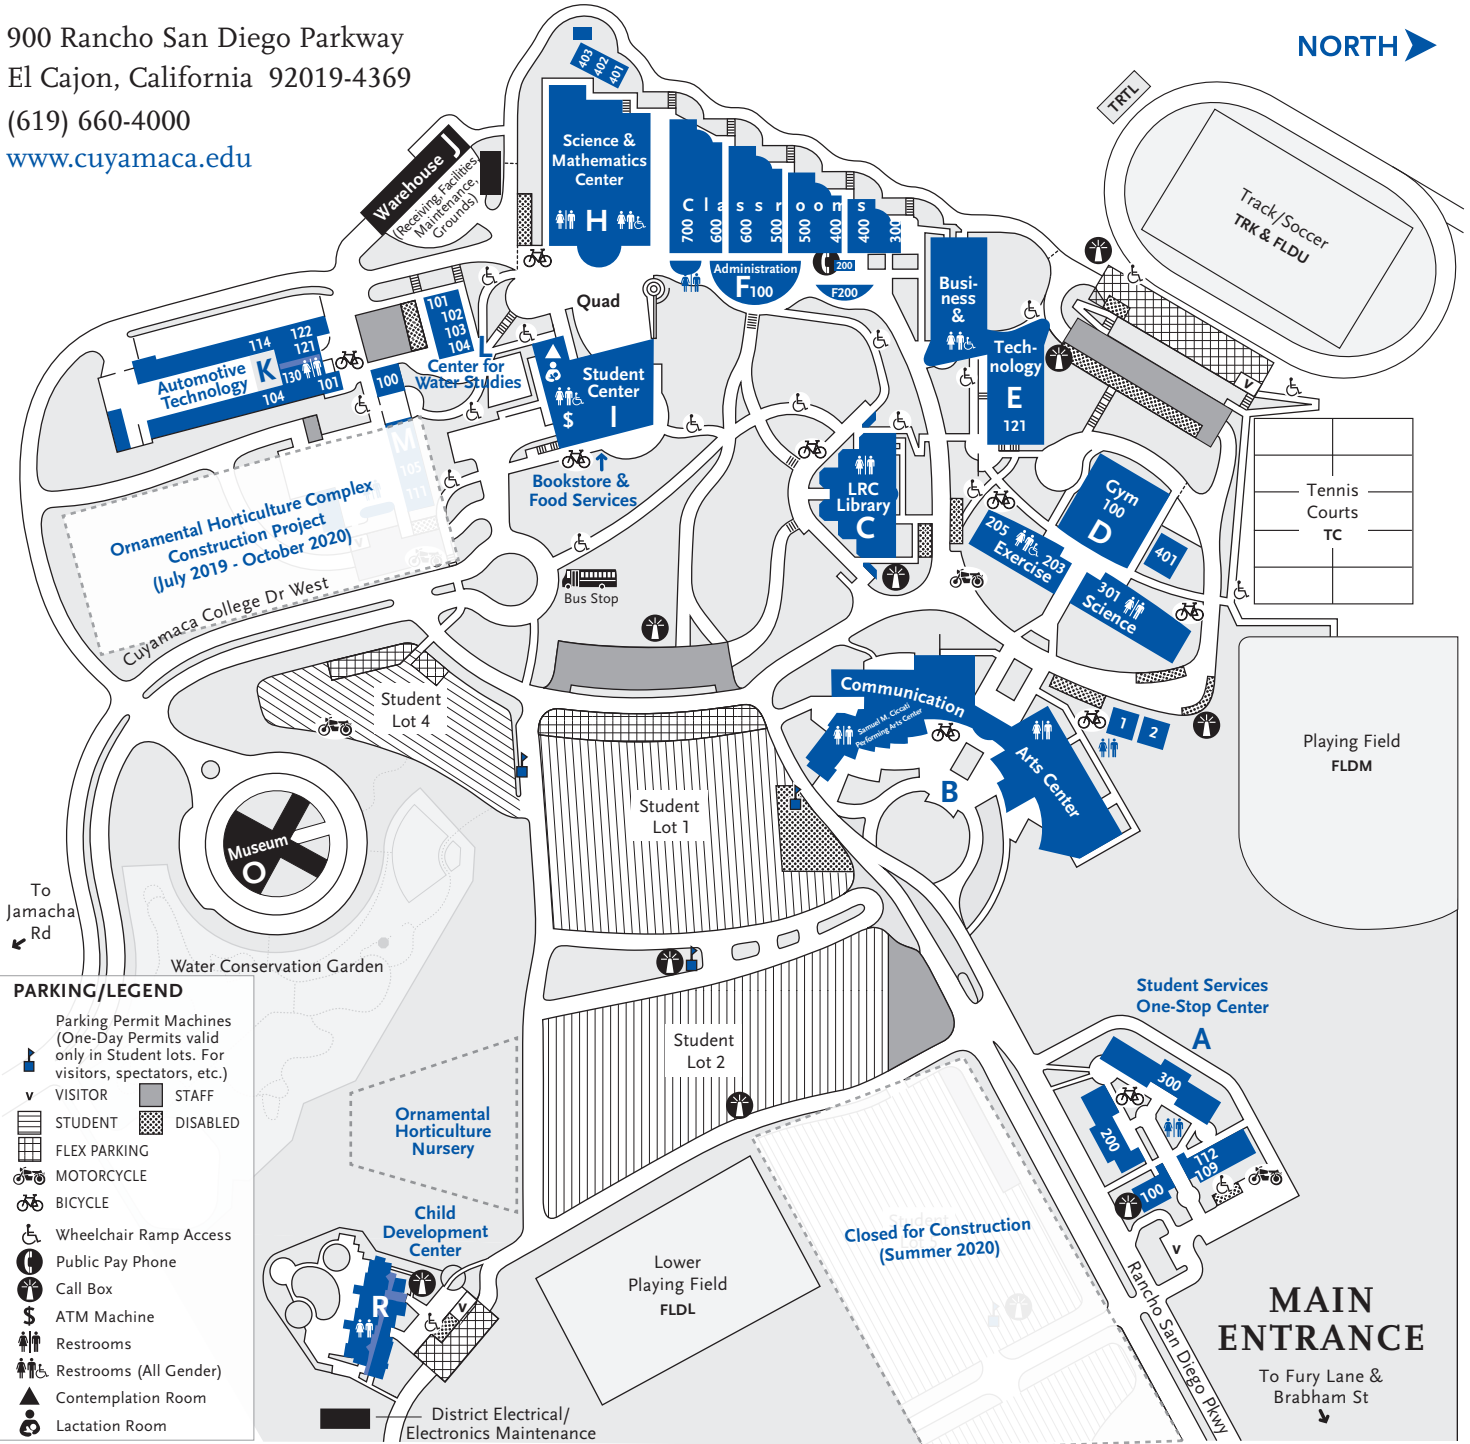 900 Rancho San Diego Parkway
El Cajon, California 92019-4369
(619) 660-4000
www.cuyamaca.edu
NORTH
403
402
401
TRTL
Science &
Mathematics
Center
H
Warehouse J
(Receiving, Facilities,
Maintenance,
Grounds)
Classrooms
700
600
600
500
500
400
400
300
Administration
F100
200
F200
Track/Soccer
TRK & FLDU
Quad
Busi-
ness
&
Tech-
nology
E
121
101
102
103
104
L
Center for
Water Studies
100
114
122
121
Automotive
Technology
K
130
101
104
Student
Center
$
I
V
M
105
111
LRC
Library
C
Bookstore &
Food Services
Gym
100
D
401
Tennis
Courts
TC
205
203
Exercise
301
Science
Ornamental Horticulture Complex
Construction Project
(July 2019 - October 2020)
V
Cuyamaca College Dr West
Bus Stop
Student
Lot 4
Communication
Samuel M. Ciccati
Performing Arts Center
Arts Center
B
1
2
Playing Field
FLDM
Student
Lot 1
Museum
O
To
Jamacha
Rd
Water Conservation Garden
Student Services
One-Stop Center
A
300
200
112
109
100
V
Student
Lot 2
Ornamental
Horticulture
Nursery
Child
Development
Center
R
V
Closed for Construction
(Summer 2020)
Lower
Playing Field
FLDL
Rancho San Diego Pkwy
MAIN
ENTRANCE
To Fury Lane &
Brabham St
District Electrical/
Electronics Maintenance
PARKING/LEGEND
Parking Permit Machines
(One-Day Permits valid
only in Student lots. For
visitors, spectators, etc.)
V VISITOR STAFF
STUDENT DISABLED
FLEX PARKING
MOTORCYCLE
BICYCLE
Wheelchair Ramp Access
Public Pay Phone
Call Box
$ ATM Machine
Restrooms
Restrooms (All Gender)
Contemplation Room
Lactation Room